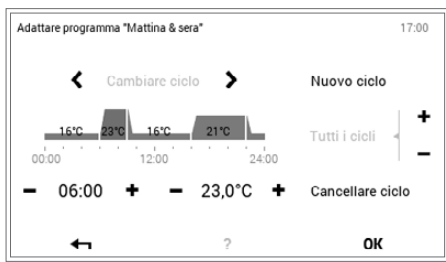 Adattare programma "Mattina & sera" 17:00
Cambiare ciclo Nuovo ciclo
16°C 23°C 16°C 21°C
Tutti i cicli
00:00 12:00 24:00
06:00 23,0°C Cancellare ciclo
? OK